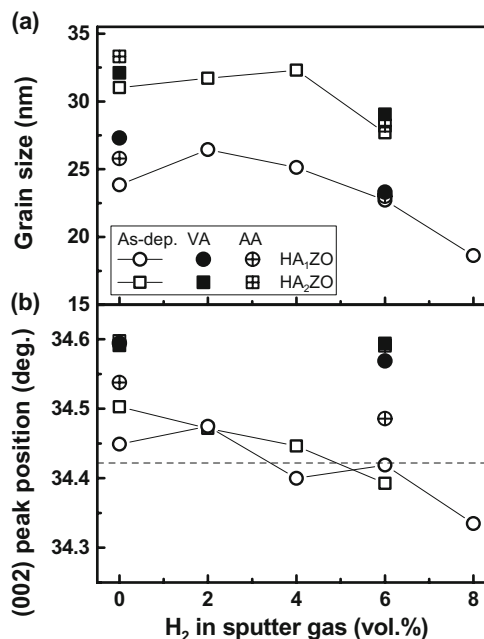 (a)
35
30
25
20
15
Grain size (nm)
As-dep. VA AA
HA₁ZO
HA₂ZO
(b)
34.6
34.5
34.4
34.3
(002) peak position (deg.)
0 2 4 6 8
H₂ in sputter gas (vol.%)